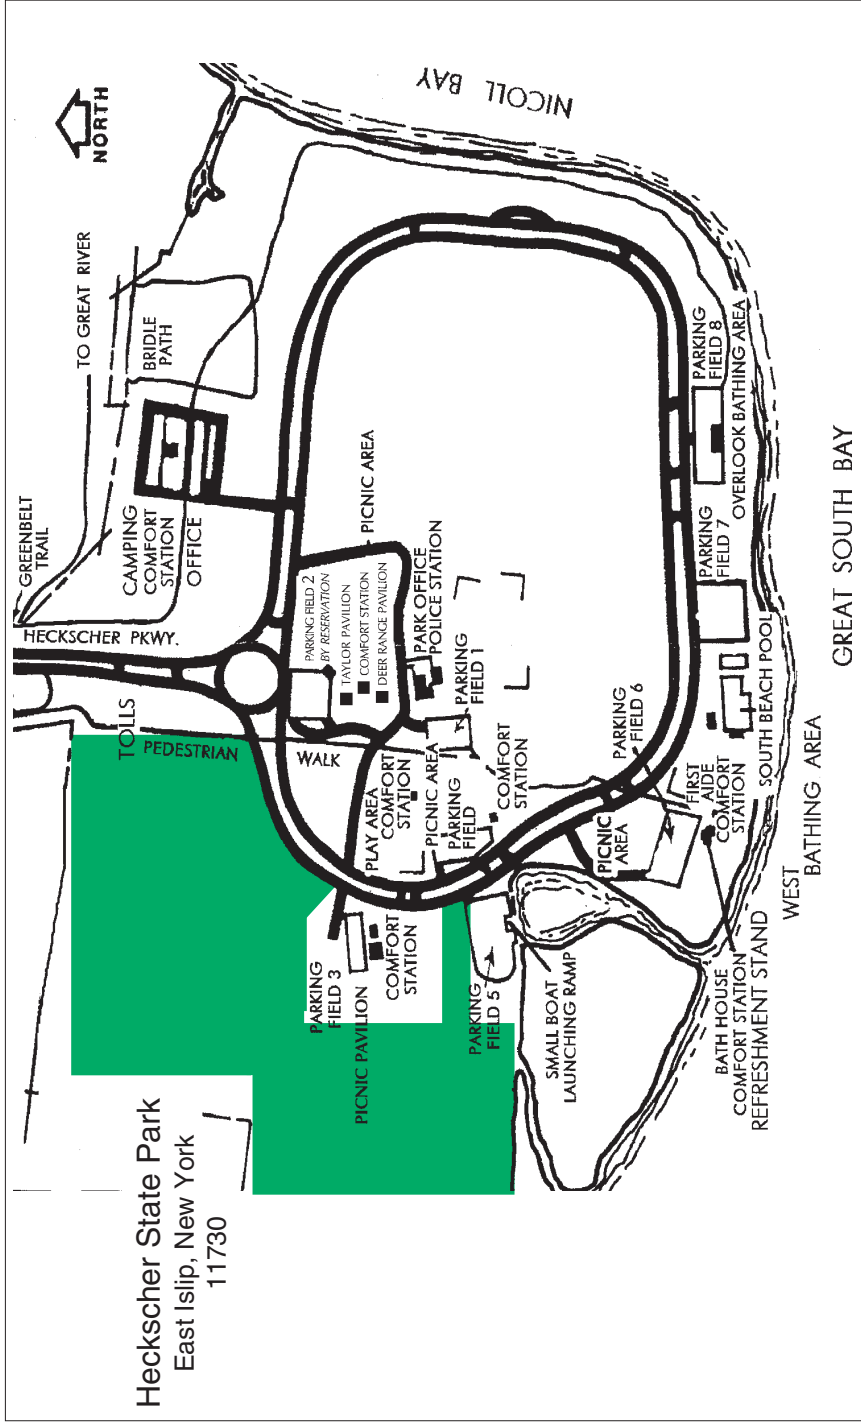 Heckscher State Park
East Islip, New York
11730
NORTH
NICOLL BAY
TO GREAT RIVER
GREENBELT
TRAIL
BRIDLE
PATH
CAMPING
COMFORT
STATION
OFFICE
HECKSCHER PKWY.
TOLLS
PEDESTRIAN
WALK
PICNIC AREA
PARKING FIELD 2
BY RESERVATION
TAYLOR PAVILION
COMFORT STATION
DEER RANGE PAVILION
PARK OFFICE
POLICE STATION
PARKING
FIELD 1
PLAY AREA
COMFORT
STATION
PICNIC AREA
PARKING
FIELD
COMFORT
STATION
PARKING
FIELD 3
PICNIC PAVILION
COMFORT
STATION
PARKING
FIELD 5
SMALL BOAT
LAUNCHING RAMP
PICNIC
AREA
PARKING
FIELD 6
FIRST
AIDE
COMFORT
STATION
BATH HOUSE
COMFORT STATION
REFRESHMENT STAND
SOUTH BEACH POOL
PARKING
FIELD 7
PARKING
FIELD 8
OVERLOOK BATHING AREA
WEST
BATHING AREA
GREAT SOUTH BAY